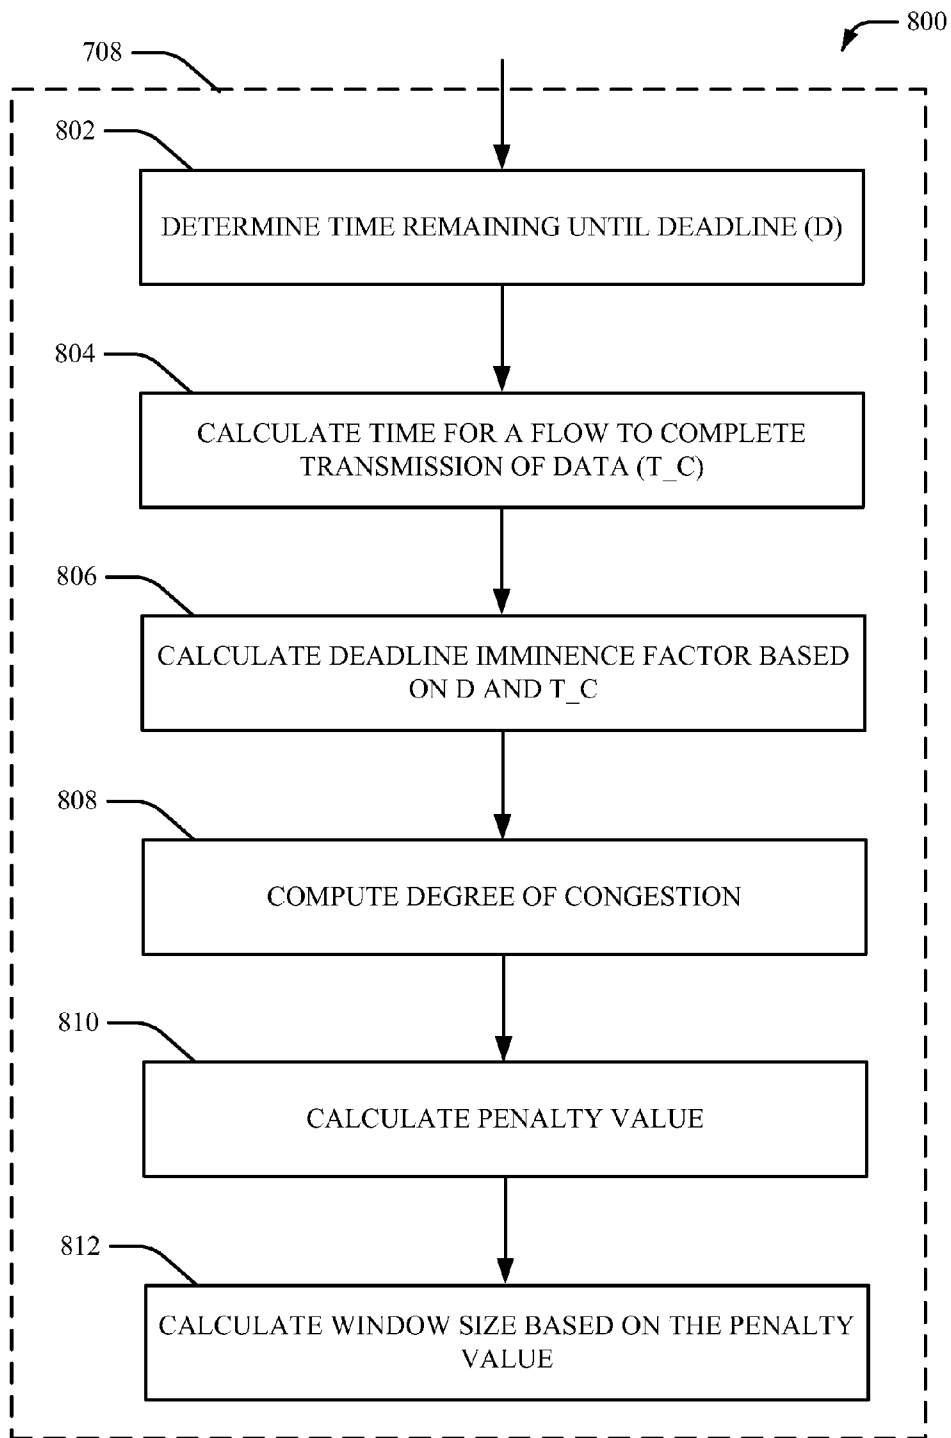 800
708
802
DETERMINE TIME REMAINING UNTIL DEADLINE (D)
804
CALCULATE TIME FOR A FLOW TO COMPLETE
TRANSMISSION OF DATA (T_C)
806
CALCULATE DEADLINE IMMINENCE FACTOR BASED
ON D AND T_C
808
COMPUTE DEGREE OF CONGESTION
810
CALCULATE PENALTY VALUE
812
CALCULATE WINDOW SIZE BASED ON THE PENALTY
VALUE